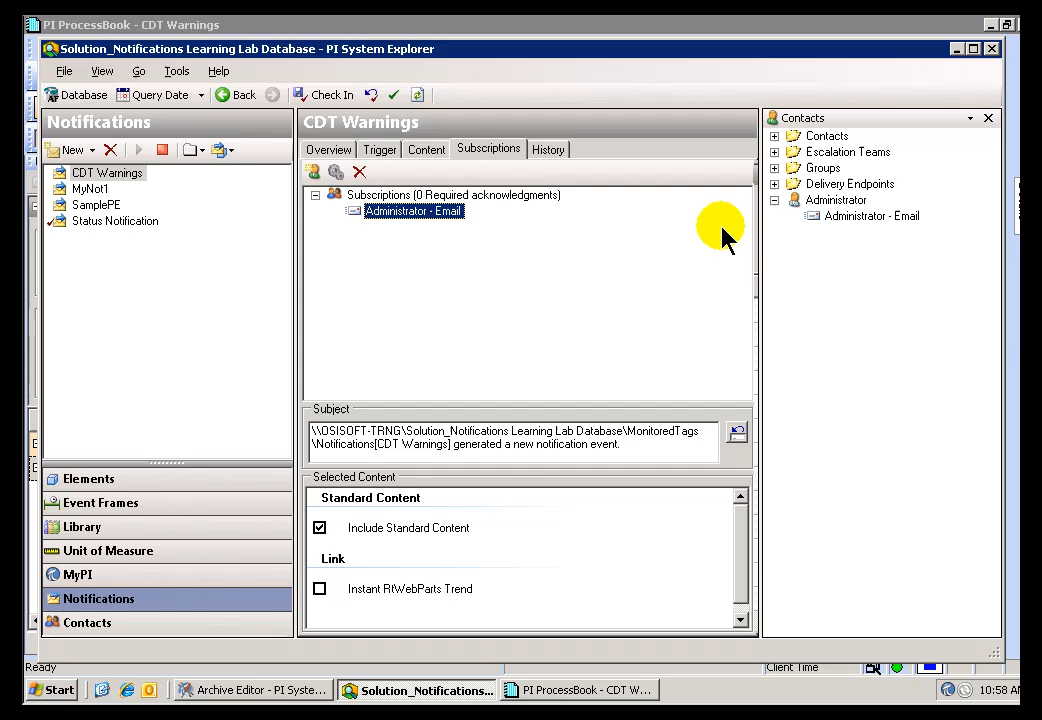 PI ProcessBook - CDT Warnings
Solution_Notifications Learning Lab Database - PI System Explorer
File View Go Tools Help
Database Query Date Back Check In
Notifications
New
CDT Warnings
MyNot1
SamplePE
Status Notification
Elements
Event Frames
Library
Unit of Measure
MyPI
Notifications
Contacts
CDT Warnings
Overview Trigger Content Subscriptions History
Subscriptions (0 Required acknowledgments)
Administrator - Email
Subject
\\OSISOFT-TRNG\Solution_Notifications Learning Lab Database\MonitoredTags
\Notifications[CDT Warnings] generated a new notification event.
Selected Content
Standard Content
Include Standard Content
Link
Instant RtWebParts Trend
Contacts
Contacts
Escalation Teams
Groups
Delivery Endpoints
Administrator
Administrator - Email
Ready Client Time
Start Archive Editor - PI Syste... Solution_Notifications... PI ProcessBook - CDT W... 10:58 AM